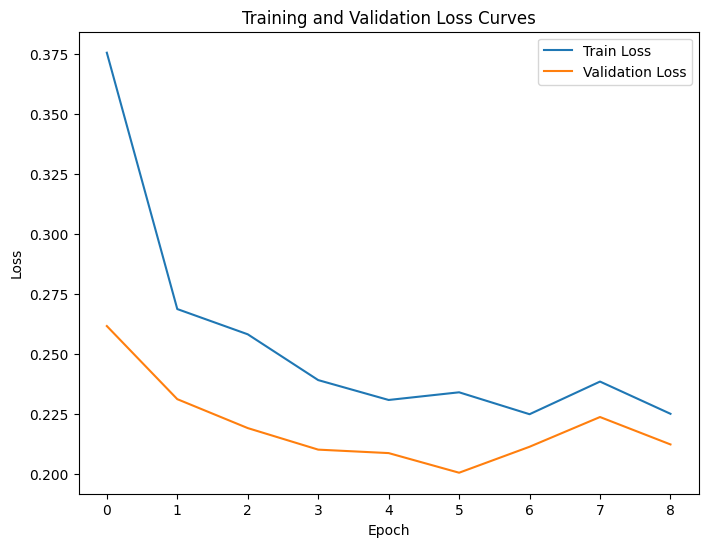 Training and Validation Loss Curves
Train Loss
Validation Loss
0.375
0.350
0.325
0.300
0.275
0.250
0.225
0.200
Loss
0 1 2 3 4 5 6 7 8
Epoch